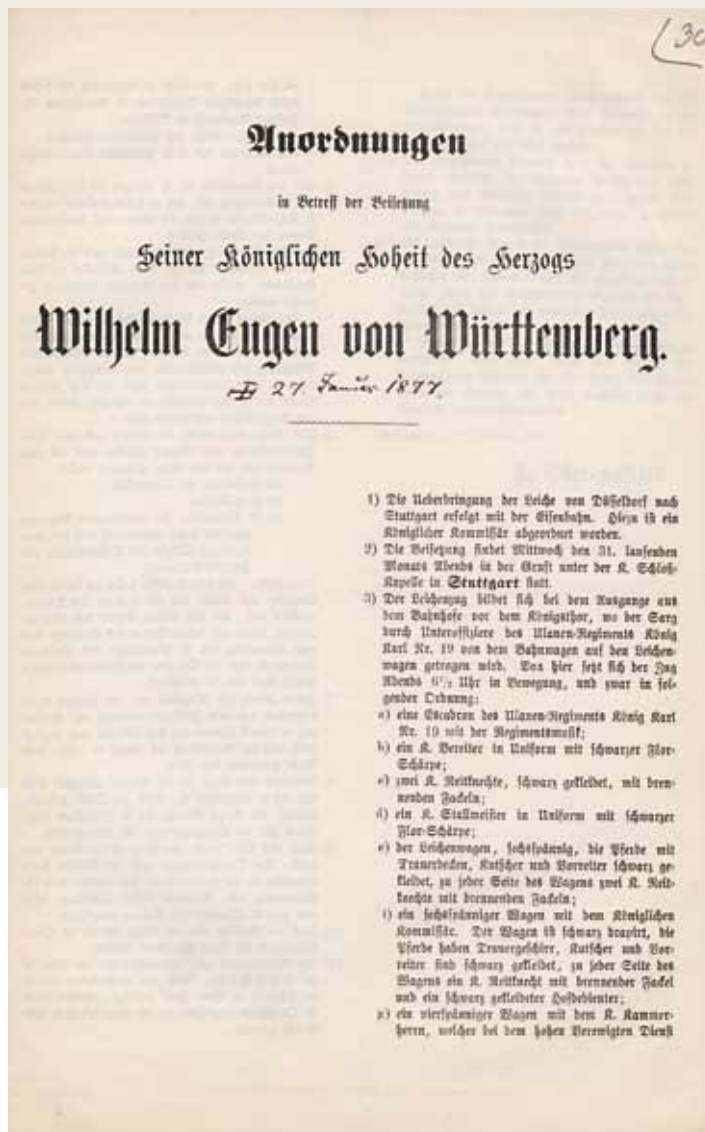 (30
Anordnungen
in Betreff der Beisetzung
Seiner Königlichen Hoheit des Herzogs
Wilhelm Eugen von Württemberg.
27. Januar 1877.
1) Die Ueberbringung der Leiche von Düsseldorf nach
Stuttgart erfolgt mit der Eisenbahn. Hiezu ist ein
Königlicher Kommissär abgeordnet worden.
2) Die Beisetzung findet Mittwoch den 31. laufenden
Monats Abends in der Gruft unter der K. Schloß-
Kapelle in Stuttgart statt.
3) Der Leichenzug bildet sich bei dem Ausgange aus
dem Bahnhofe vor dem Königsthor, wo der Sarg
durch Unteroffiziere des Ulanen-Regiments König
Karl Nr. 19 von dem Bahnwagen auf den Leichen-
wagen getragen wird. Von hier setzt sich der Zug
Abends 6½ Uhr in Bewegung, und zwar in fol-
gender Ordnung:
a) eine Escadron des Ulanen-Regiments König Karl
Nr. 19 mit der Regimentsmusik;
b) ein K. Bereiter in Uniform mit schwarzer Flor-
Schärpe;
c) zwei K. Reitknechte, schwarz gekleidet, mit bren-
nenden Fackeln;
d) ein K. Stallmeister in Uniform mit schwarzer
Flor-Schärpe;
e) der Leichenwagen, sechsspännig, die Pferde mit
Trauerdecken, Kutscher und Vorreiter schwarz ge-
kleidet, zu jeder Seite des Wagens zwei K. Reit-
knechte mit brennenden Fackeln;
f) ein sechsspänniger Wagen mit dem Königlichen
Kommissär. Der Wagen ist schwarz drapirt, die
Pferde haben Trauergeschirr, Kutscher und Vor-
reiter sind schwarz gekleidet, zu jeder Seite des
Wagens ein K. Reitknecht mit brennender Fackel
und ein schwarz gekleideter Hofbedienter;
g) ein vierspänniger Wagen mit dem K. Kammer-
herrn, welcher bei dem hohen Verewigten Dienst